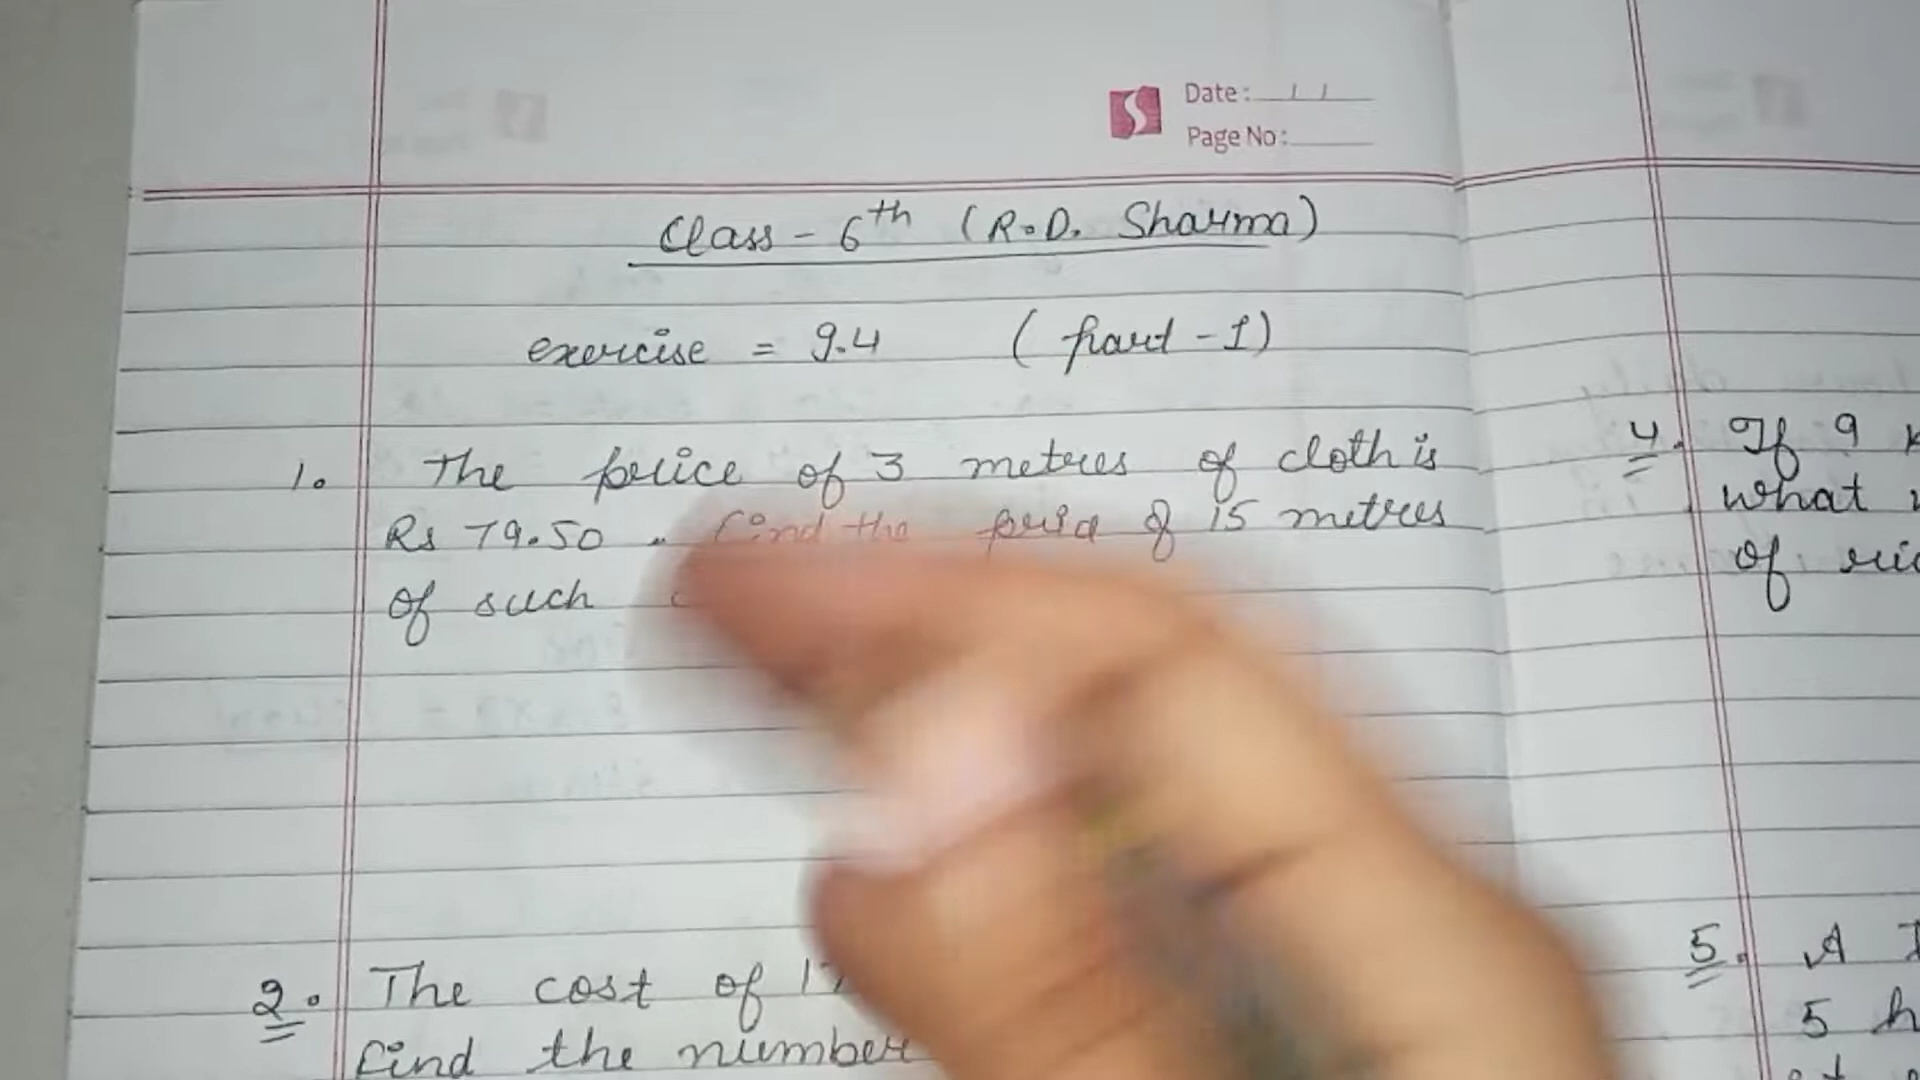 Date: / /
Page No:
Class - 6th (R.D. Sharma)
exercise = 9.4 (part - 1)
1. The price of 3 metres of cloth is
Rs 79.50. find the price of 15 metres
of such
2. The cost of 17
find the number
4. If 9
what
of
5. A
5 h